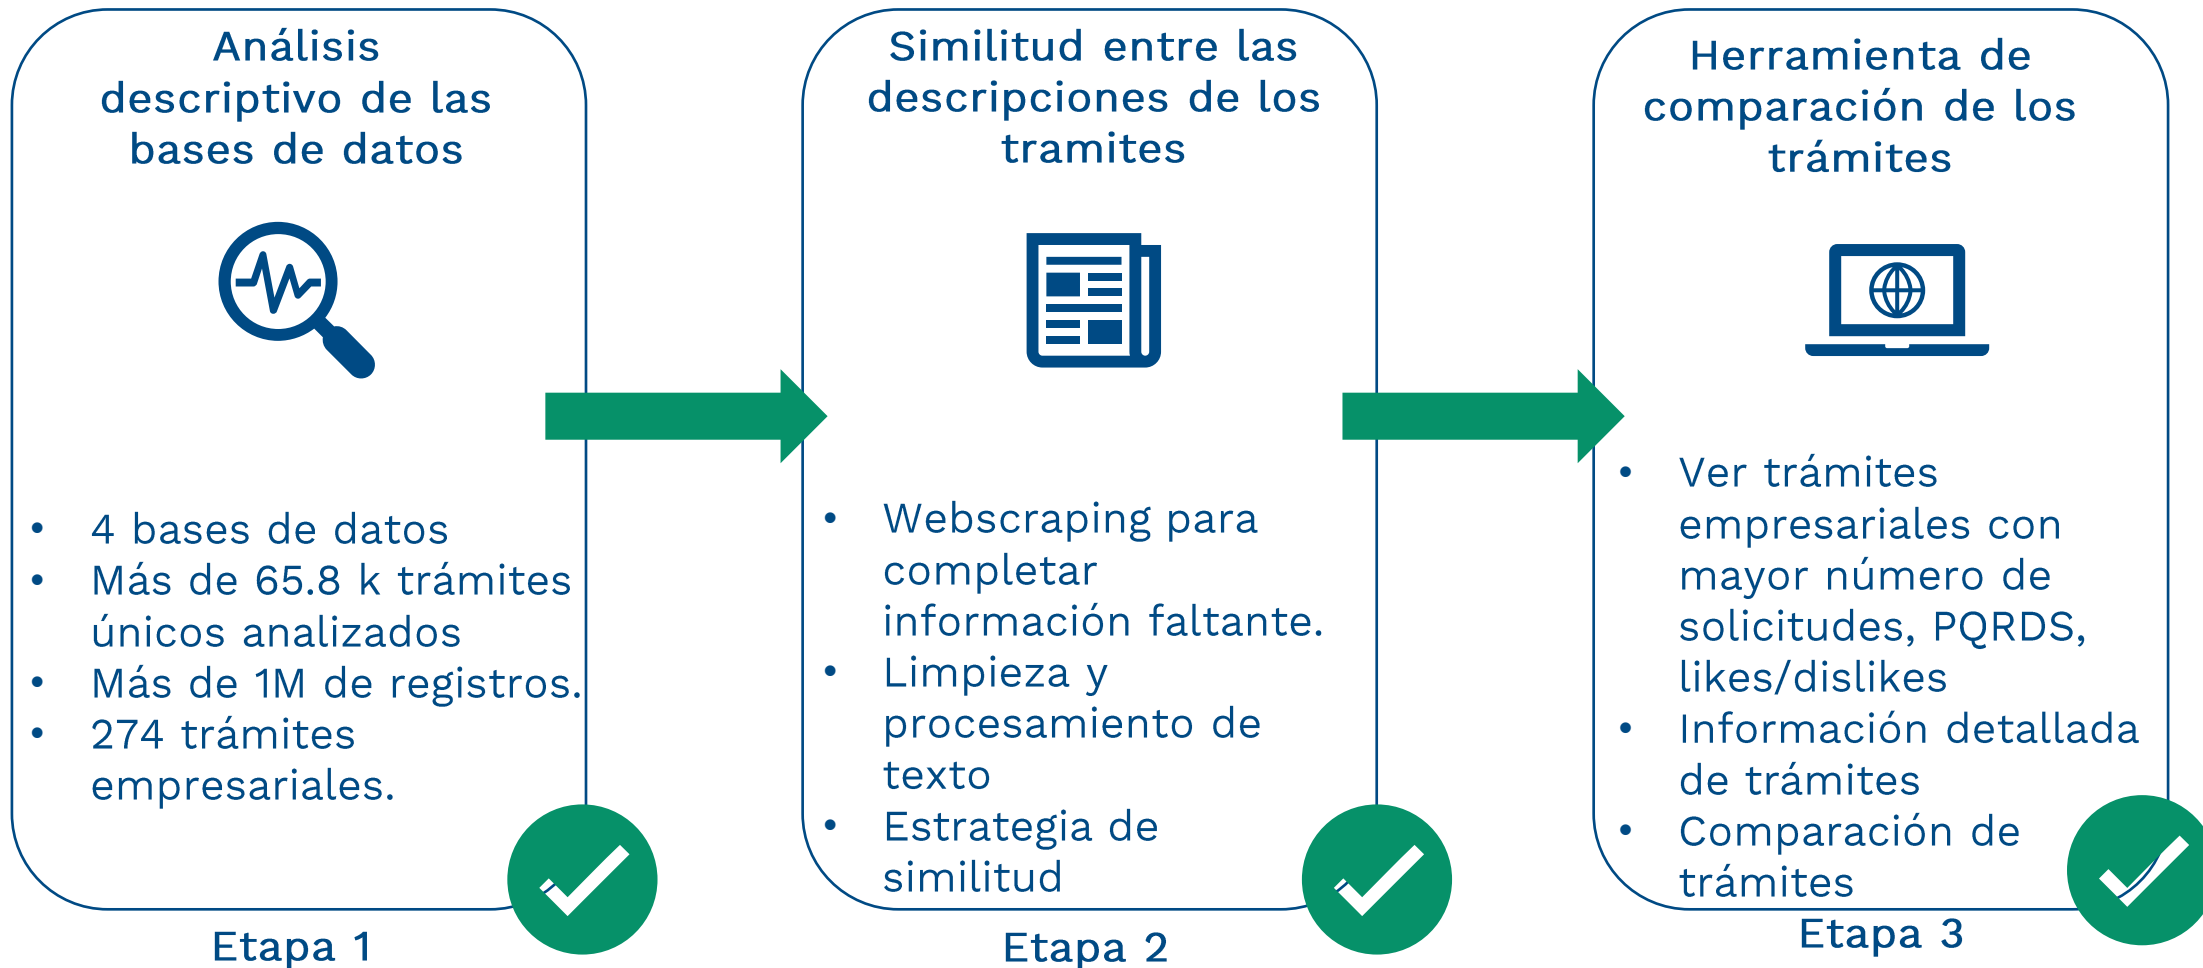 Análisis
descriptivo de las
bases de datos
• 4 bases de datos
• Más de 65.8 k trámites
únicos analizados
• Más de 1M de registros.
• 274 trámites
empresariales.
Etapa 1
Similitud entre las
descripciones de los
tramites
• Webscraping para
completar
información faltante.
• Limpieza y
procesamiento de
texto
• Estrategia de
similitud
Etapa 2
Herramienta de
comparación de los
trámites
• Ver trámites
empresariales con
mayor número de
solicitudes, PQRDS,
likes/dislikes
• Información detallada
de trámites
• Comparación de
trámites
Etapa 3